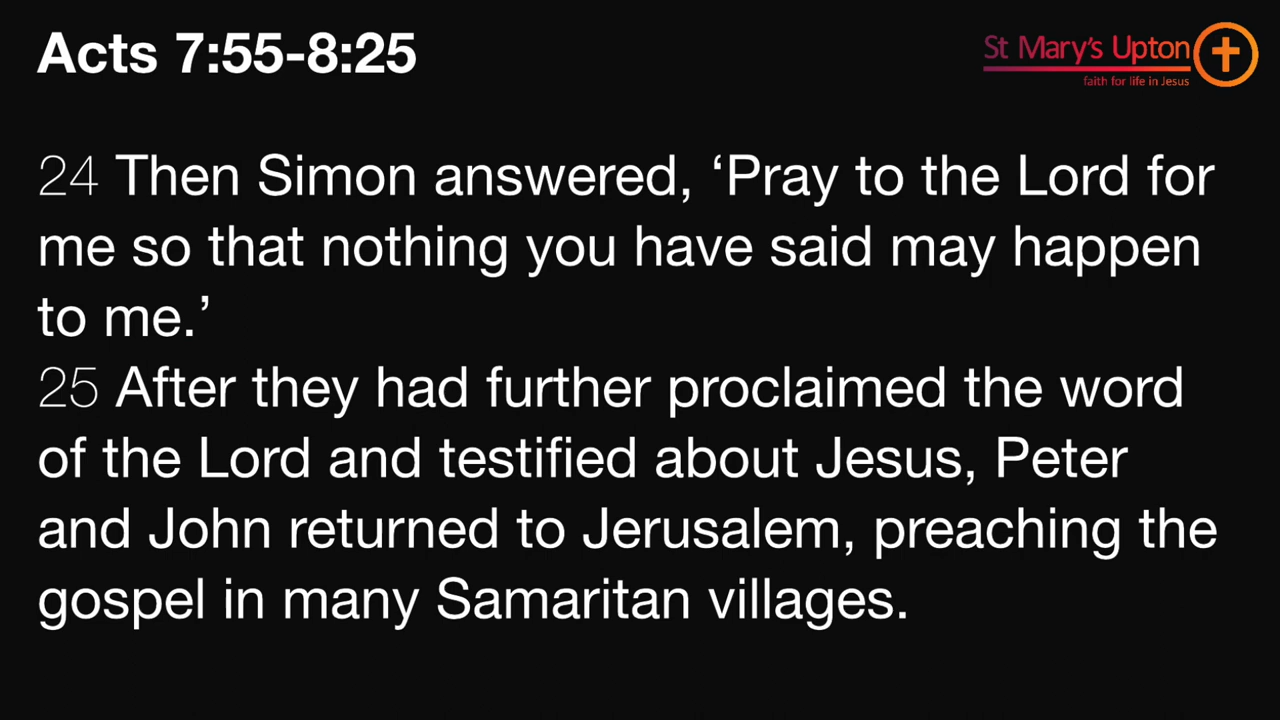 Acts 7:55-8:25
St Mary's Upton
faith for life in Jesus
24 Then Simon answered, ‘Pray to the Lord for
me so that nothing you have said may happen
to me.’
25 After they had further proclaimed the word
of the Lord and testified about Jesus, Peter
and John returned to Jerusalem, preaching the
gospel in many Samaritan villages.